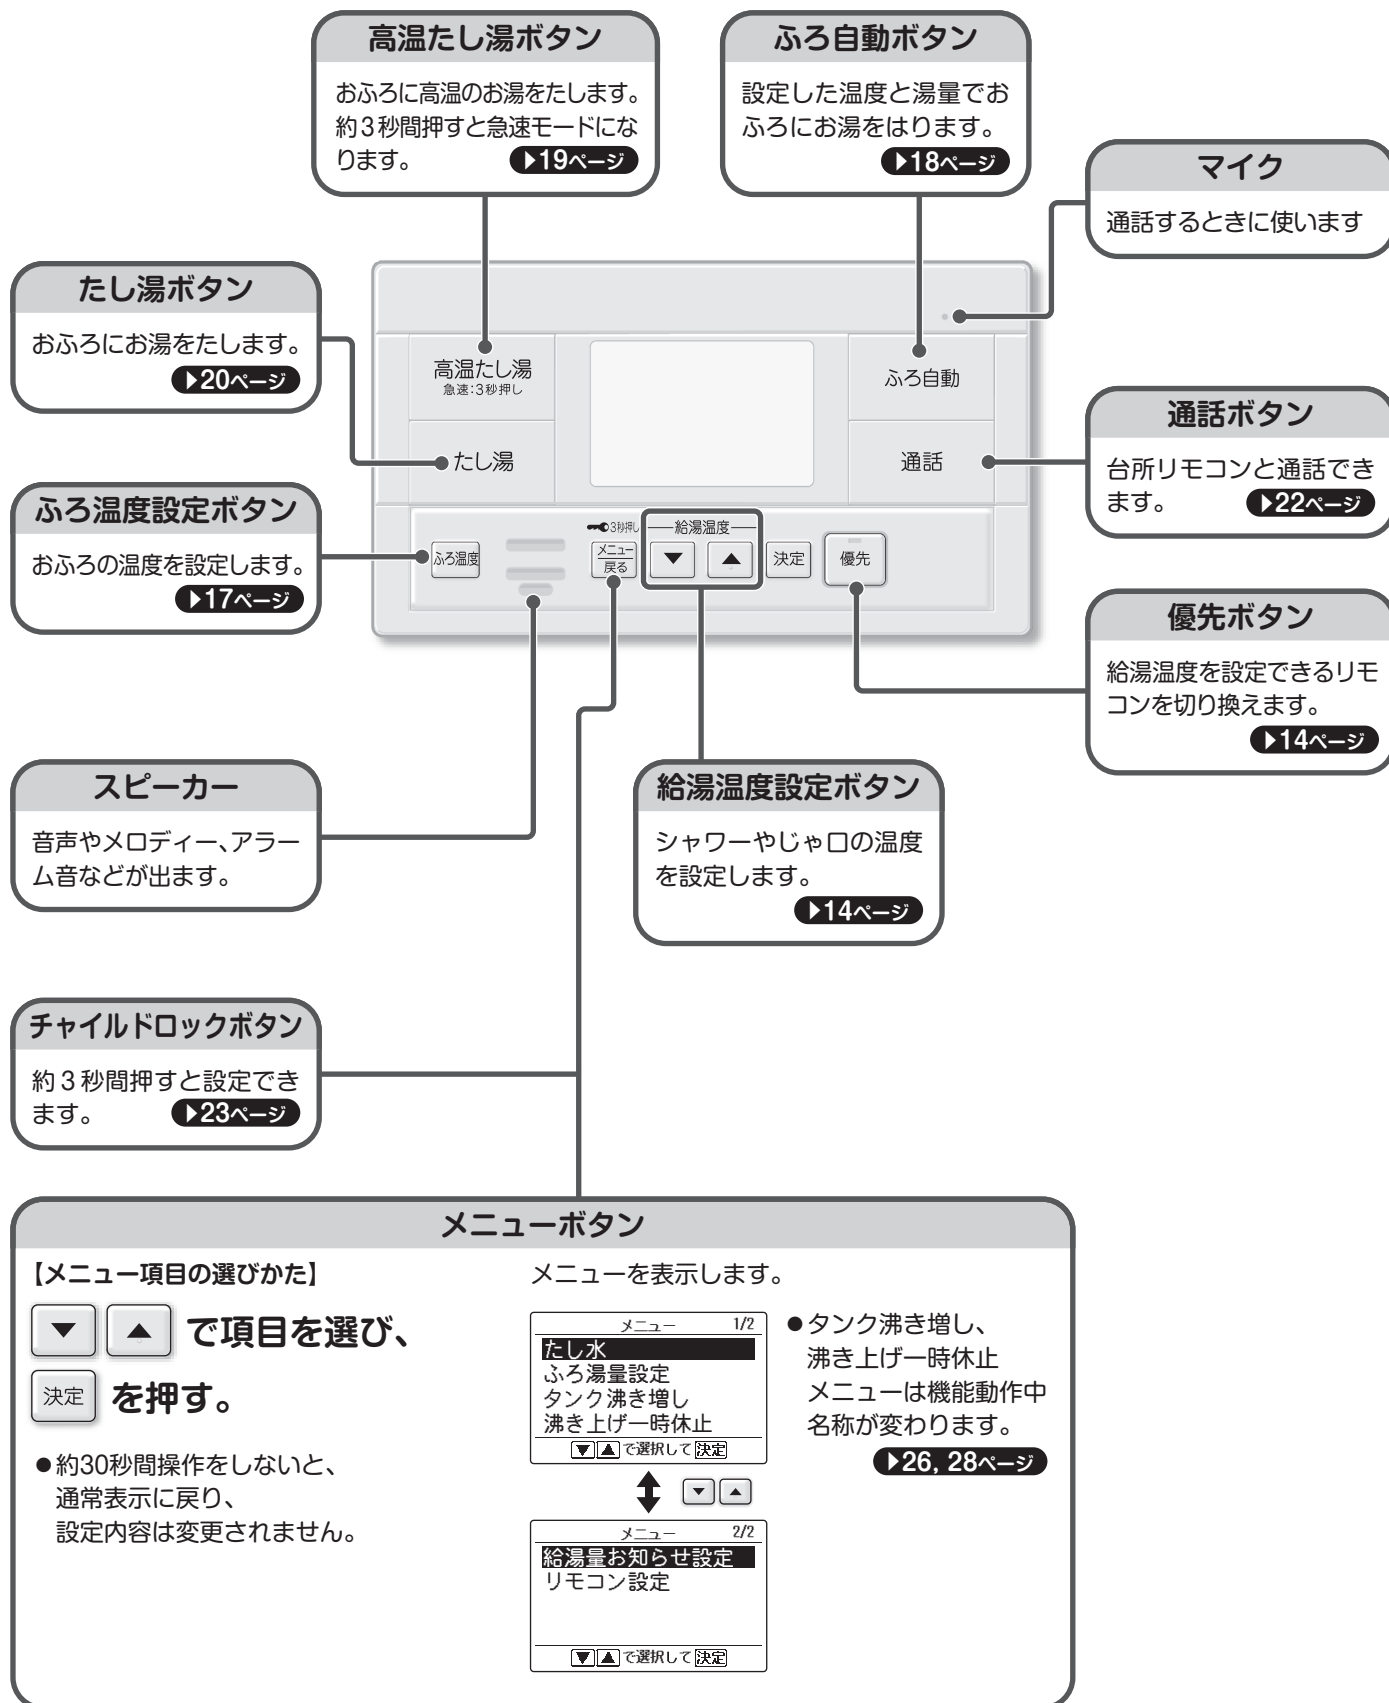 高温たし湯ボタン
おふろに高温のお湯をたします。
約3秒間押すと急速モードにな
ります。 ▶19ページ
ふろ自動ボタン
設定した温度と湯量でお
ふろにお湯をはります。
▶18ページ
マイク
通話するときに使います
たし湯ボタン
おふろにお湯をたします。
▶20ページ
高温たし湯
急速:3秒押し
ふろ自動
たし湯
通話
通話ボタン
台所リモコンと通話でき
ます。 ▶22ページ
ふろ温度設定ボタン
おふろの温度を設定します。
▶17ページ
3秒押し 給湯温度
ふろ温度 メニュー 戻る ▼ ▲ 決定 優先
優先ボタン
給湯温度を設定できるリモ
コンを切り換えます。
▶14ページ
スピーカー
音声やメロディー、アラー
ム音などが出ます。
給湯温度設定ボタン
シャワーやじゃ口の温度
を設定します。
▶14ページ
チャイルドロックボタン
約3秒間押すと設定でき
ます。 ▶23ページ
メニューボタン
【メニュー項目の選びかた】
▼ ▲ で項目を選び、
決定 を押す。
●約30秒間操作をしないと、
通常表示に戻り、
設定内容は変更されません。
メニューを表示します。
メニュー 1/2
たし水
ふろ湯量設定
タンク沸き増し
沸き上げ一時休止
▼▲で選択して決定
▼ ▲
メニュー 2/2
給湯量お知らせ設定
リモコン設定
▼▲で選択して決定
●タンク沸き増し、
沸き上げ一時休止
メニューは機能動作中
名称が変わります。
▶26, 28ページ